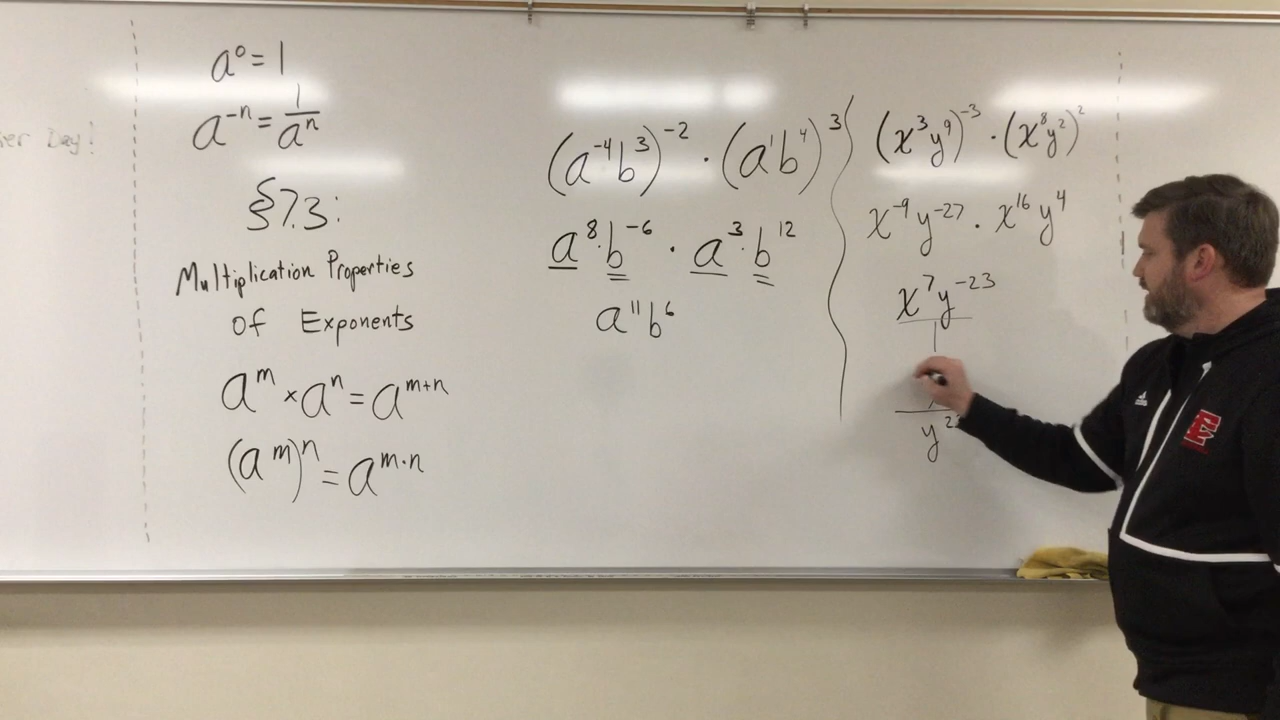 Day!
a⁰ = 1
a⁻ⁿ = 1/aⁿ
§7.3:
Multiplication Properties
of Exponents
aᵐ × aⁿ = aᵐ⁺ⁿ
(aᵐ)ⁿ = aᵐ·ⁿ
(a⁻⁴b³)⁻² · (a¹b⁴)³
a⁸·b⁻⁶ · a³·b¹²
a¹¹b⁶
(x³y⁹)⁻³ · (x⁸y²)²
x⁻⁹y⁻²⁷ · x¹⁶y⁴
x⁷y⁻²³
1
y²